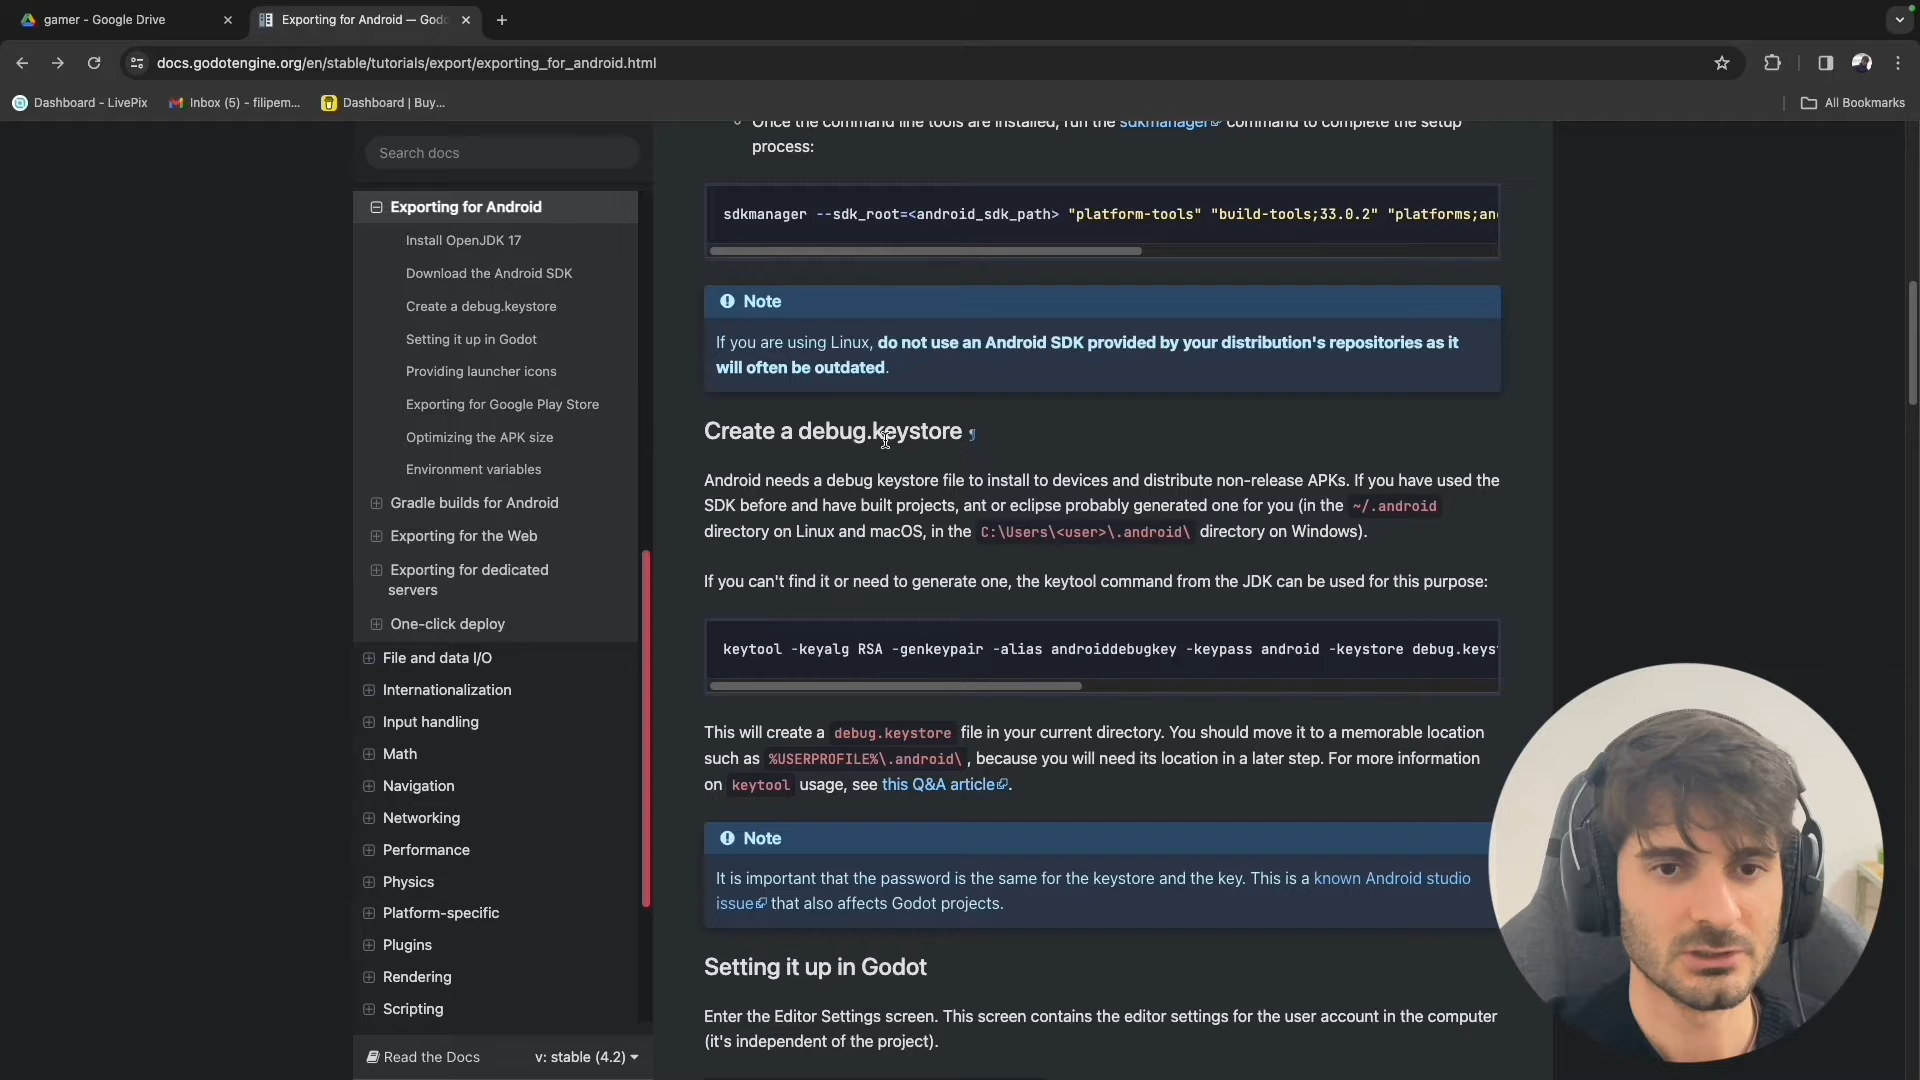 gamer - Google Drive
Exporting for Android — Godo
docs.godotengine.org/en/stable/tutorials/export/exporting_for_android.html
Dashboard - LivePix
Inbox (5) - filipem...
Dashboard | Buy...
All Bookmarks
Search docs
Exporting for Android
Install OpenJDK 17
Download the Android SDK
Create a debug.keystore
Setting it up in Godot
Providing launcher icons
Exporting for Google Play Store
Optimizing the APK size
Environment variables
Gradle builds for Android
Exporting for the Web
Exporting for dedicated
servers
One-click deploy
File and data I/O
Internationalization
Input handling
Math
Navigation
Networking
Performance
Physics
Platform-specific
Plugins
Rendering
Scripting
Read the Docs
v: stable (4.2)
Once the command line tools are installed, run the sdkmanager command to complete the setup
process:
sdkmanager --sdk_root=<android_sdk_path> "platform-tools" "build-tools;33.0.2" "platforms;an
Note
If you are using Linux, do not use an Android SDK provided by your distribution's repositories as it
will often be outdated.
Create a debug.keystore ¶
Android needs a debug keystore file to install to devices and distribute non-release APKs. If you have used the
SDK before and have built projects, ant or eclipse probably generated one for you (in the ~/.android
directory on Linux and macOS, in the C:\Users\<user>\.android\ directory on Windows).
If you can't find it or need to generate one, the keytool command from the JDK can be used for this purpose:
keytool -keyalg RSA -genkeypair -alias androiddebugkey -keypass android -keystore debug.keys
This will create a debug.keystore file in your current directory. You should move it to a memorable location
such as %USERPROFILE%\.android\ , because you will need its location in a later step. For more information
on keytool usage, see this Q&A article.
Note
It is important that the password is the same for the keystore and the key. This is a known Android studio
issue that also affects Godot projects.
Setting it up in Godot
Enter the Editor Settings screen. This screen contains the editor settings for the user account in the computer
(it's independent of the project).